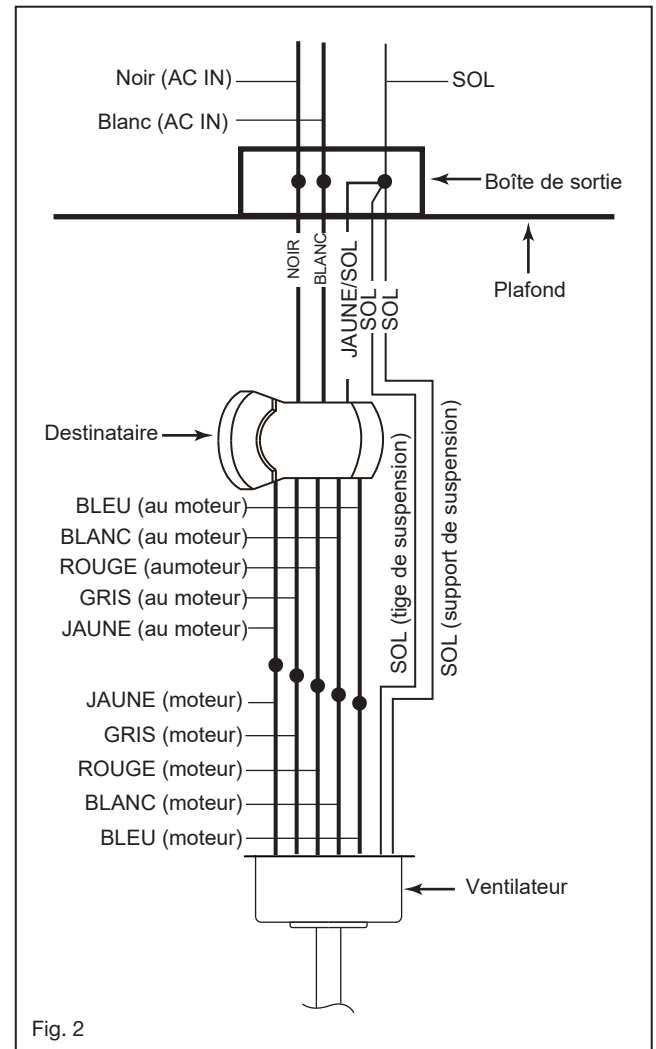 Noir (AC IN)
SOL
Blanc (AC IN)
Boîte de sortie
NOIR
BLANC
JAUNE/SOL
SOL
SOL
Plafond
Destinataire
BLEU (au moteur)
BLANC (au moteur)
ROUGE (aumoteur)
GRIS (au moteur)
JAUNE (au moteur)
SOL (tige de suspension)
SOL (support de suspension)
JAUNE (moteur)
GRIS (moteur)
ROUGE (moteur)
BLANC (moteur)
BLEU (moteur)
Ventilateur
Fig. 2